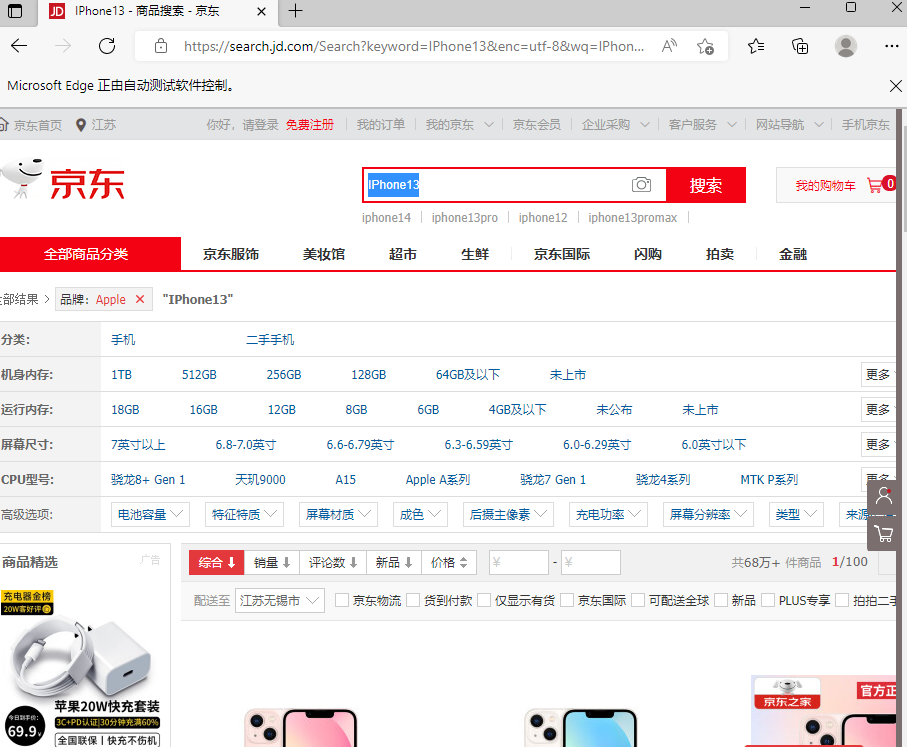 JD IPhone13 - 商品搜索 - 京东
https://search.jd.com/Search?keyword=IPhone13&enc=utf-8&wq=IPhon...
Microsoft Edge 正由自动测试软件控制。
京东首页 江苏 你好，请登录 免费注册 我的订单 我的京东 京东会员 企业采购 客户服务 网站导航 手机京东
京东
IPhone13 搜索 我的购物车 0
iphone14 iphone13pro iphone12 iphone13promax
全部商品分类 京东服饰 美妆馆 超市 生鲜 京东国际 闪购 拍卖 金融
部结果 > 品牌：Apple × "IPhone13"
分类： 手机 二手手机
机身内存： 1TB 512GB 256GB 128GB 64GB及以下 未上市 更多
运行内存： 18GB 16GB 12GB 8GB 6GB 4GB及以下 未公布 未上市 更多
屏幕尺寸： 7英寸以上 6.8-7.0英寸 6.6-6.79英寸 6.3-6.59英寸 6.0-6.29英寸 6.0英寸以下 更多
CPU型号： 骁龙8+ Gen 1 天玑9000 A15 Apple A系列 骁龙7 Gen 1 骁龙4系列 MTK P系列 更多
高级选项： 电池容量 特征特质 屏幕材质 成色 后摄主像素 充电功率 屏幕分辨率 类型 来源
商品精选 广告
综合 销量 评论数 新品 价格 ¥ - ¥ 共68万+ 件商品 1/100
配送至 江苏无锡市 京东物流 货到付款 仅显示有货 京东国际 可配送全球 新品 PLUS专享 拍拍二手
充电器金榜
20W客好评
苹果20W快充套装
3C+PD认证|30分钟充满60%
全国联保 | 快充不伤机
今日到手价
69.9
京东之家
官方正